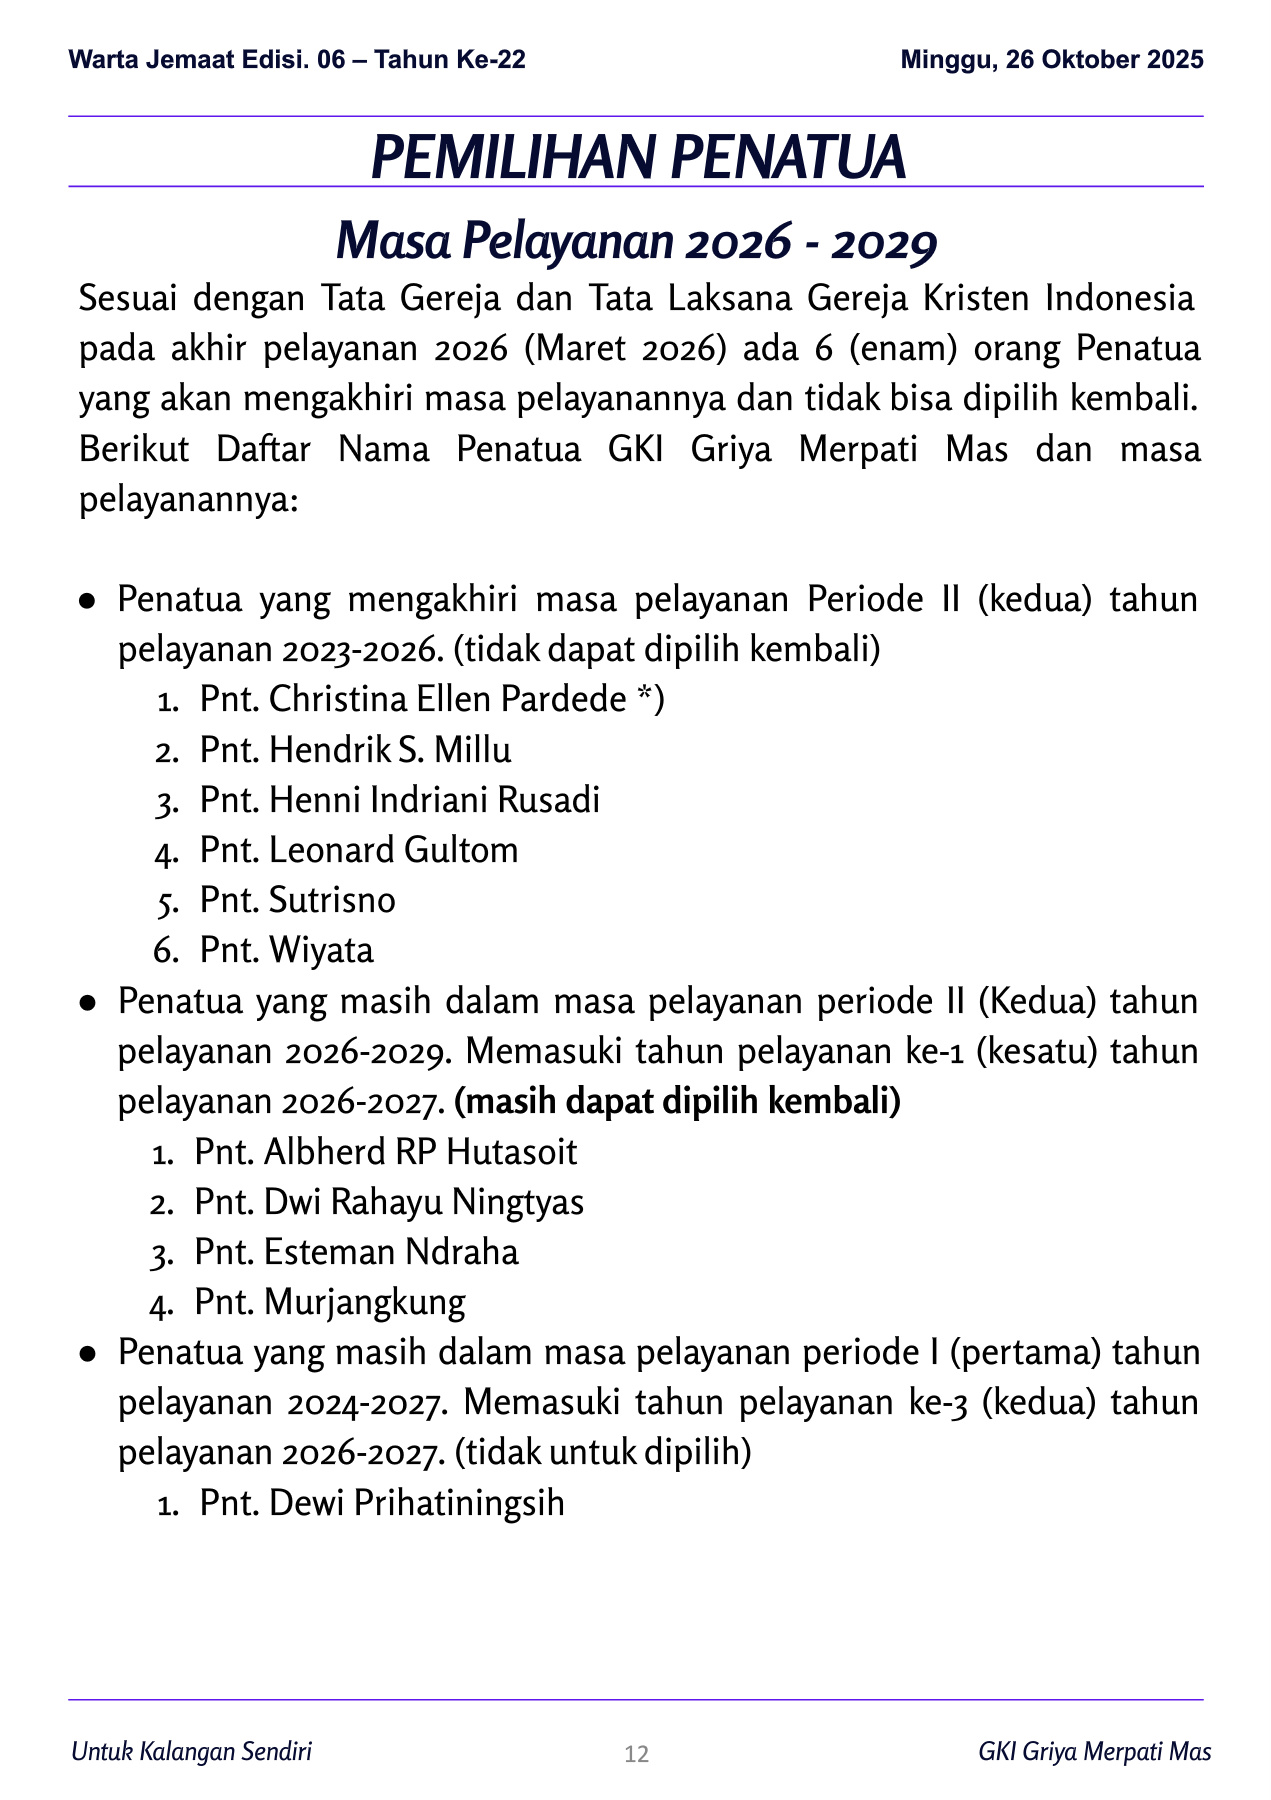 Warta Jemaat Edisi. 06 – Tahun Ke-22 Minggu, 26 Oktober 2025
PEMILIHAN PENATUA
Masa Pelayanan 2026 - 2029
Sesuai dengan Tata Gereja dan Tata Laksana Gereja Kristen Indonesia
pada akhir pelayanan 2026 (Maret 2026) ada 6 (enam) orang Penatua
yang akan mengakhiri masa pelayanannya dan tidak bisa dipilih kembali.
Berikut Daftar Nama Penatua GKI Griya Merpati Mas dan masa
pelayanannya:
● Penatua yang mengakhiri masa pelayanan Periode II (kedua) tahun
pelayanan 2023-2026. (tidak dapat dipilih kembali)
1. Pnt. Christina Ellen Pardede *)
2. Pnt. Hendrik S. Millu
3. Pnt. Henni Indriani Rusadi
4. Pnt. Leonard Gultom
5. Pnt. Sutrisno
6. Pnt. Wiyata
● Penatua yang masih dalam masa pelayanan periode II (Kedua) tahun
pelayanan 2026-2029. Memasuki tahun pelayanan ke-1 (kesatu) tahun
pelayanan 2026-2027. (masih dapat dipilih kembali)
1. Pnt. Albherd RP Hutasoit
2. Pnt. Dwi Rahayu Ningtyas
3. Pnt. Esteman Ndraha
4. Pnt. Murjangkung
● Penatua yang masih dalam masa pelayanan periode I (pertama) tahun
pelayanan 2024-2027. Memasuki tahun pelayanan ke-3 (kedua) tahun
pelayanan 2026-2027. (tidak untuk dipilih)
1. Pnt. Dewi Prihatiningsih
Untuk Kalangan Sendiri 12 GKI Griya Merpati Mas